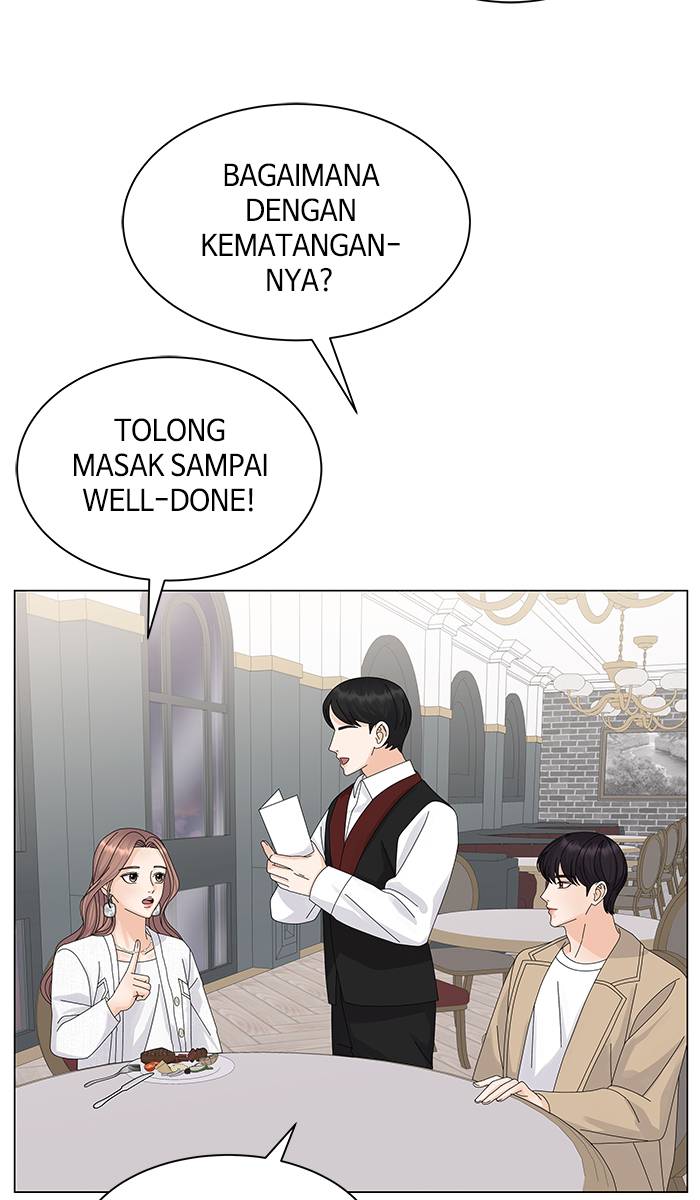 BAGAIMANA
DENGAN
KEMATANGAN-
NYA?
TOLONG
MASAK SAMPAI
WELL-DONE!